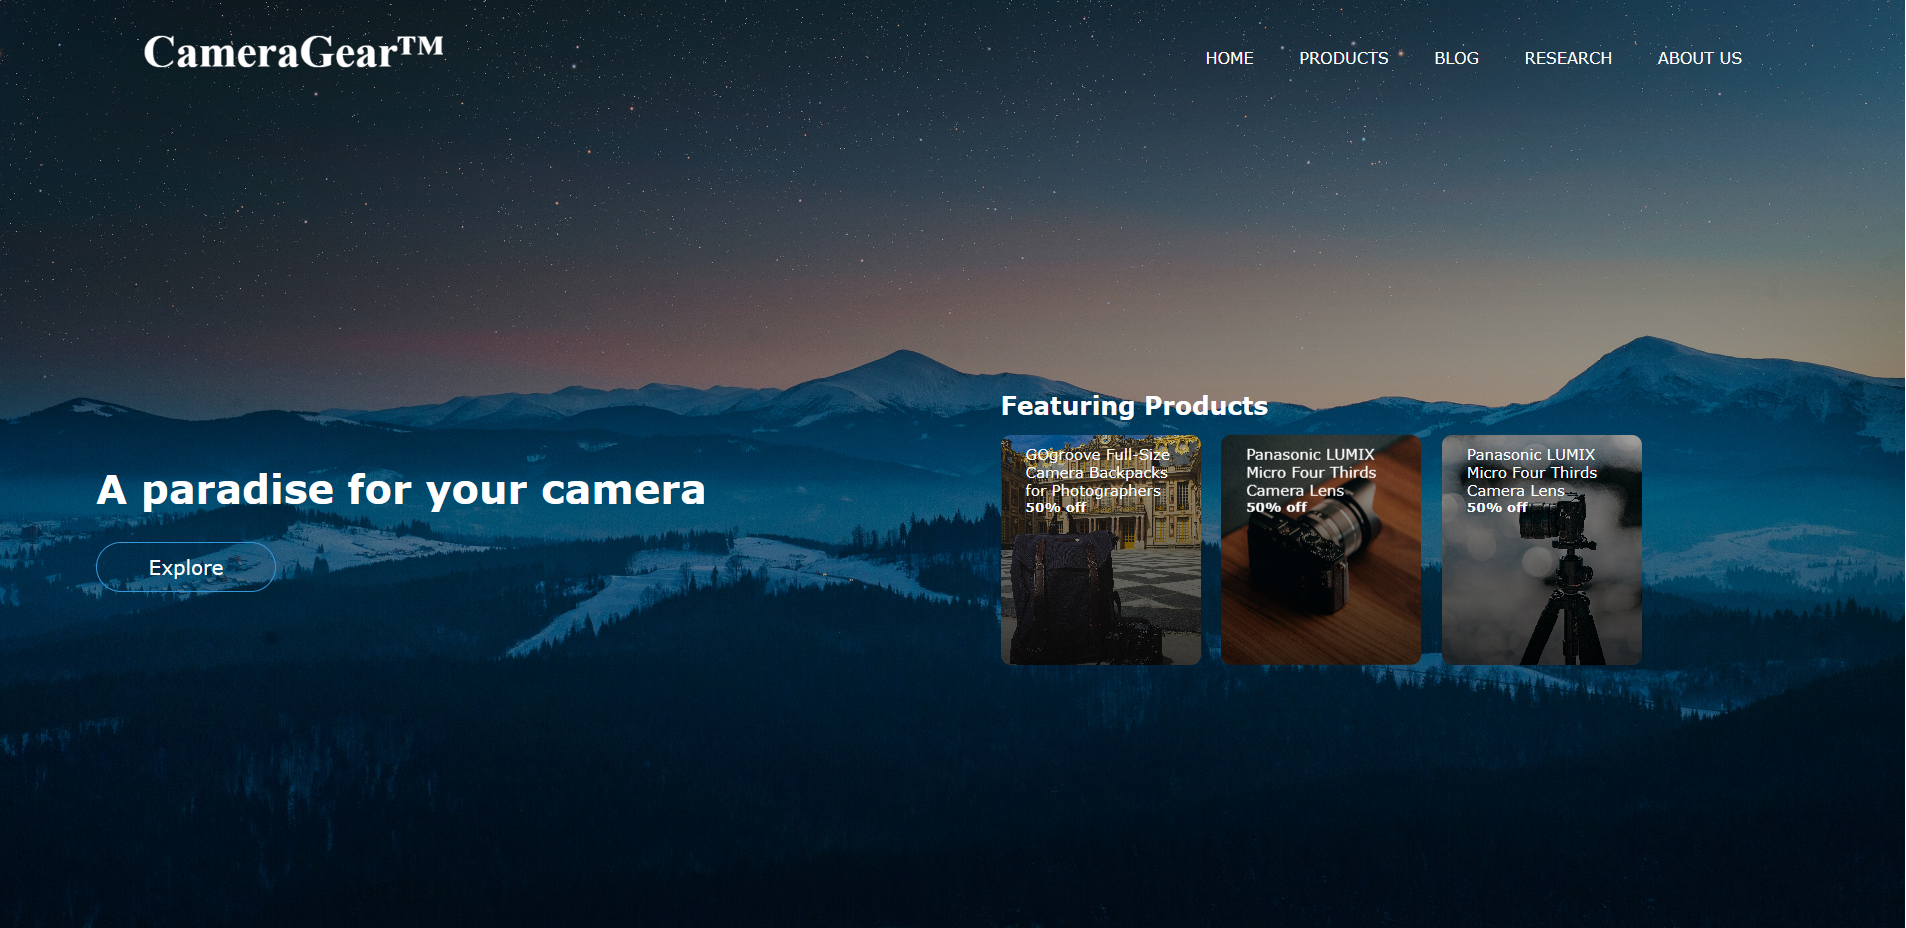 CameraGear™
HOME PRODUCTS BLOG RESEARCH ABOUT US
Featuring Products
GOgroove Full-Size
Camera Backpacks
for Photographers
50% off
Panasonic LUMIX
Micro Four Thirds
Camera Lens
50% off
Panasonic LUMIX
Micro Four Thirds
Camera Lens
50% off
A paradise for your camera
Explore